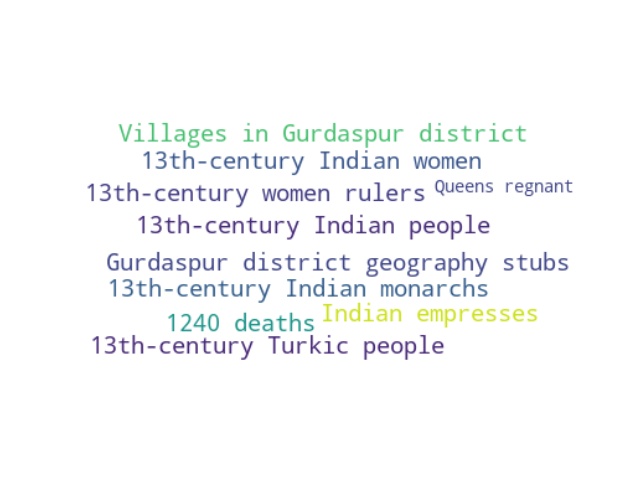 Villages in Gurdaspur district
13th-century Indian women
13th-century women rulers Queens regnant
13th-century Indian people
Gurdaspur district geography stubs
13th-century Indian monarchs
1240 deaths Indian empresses
13th-century Turkic people